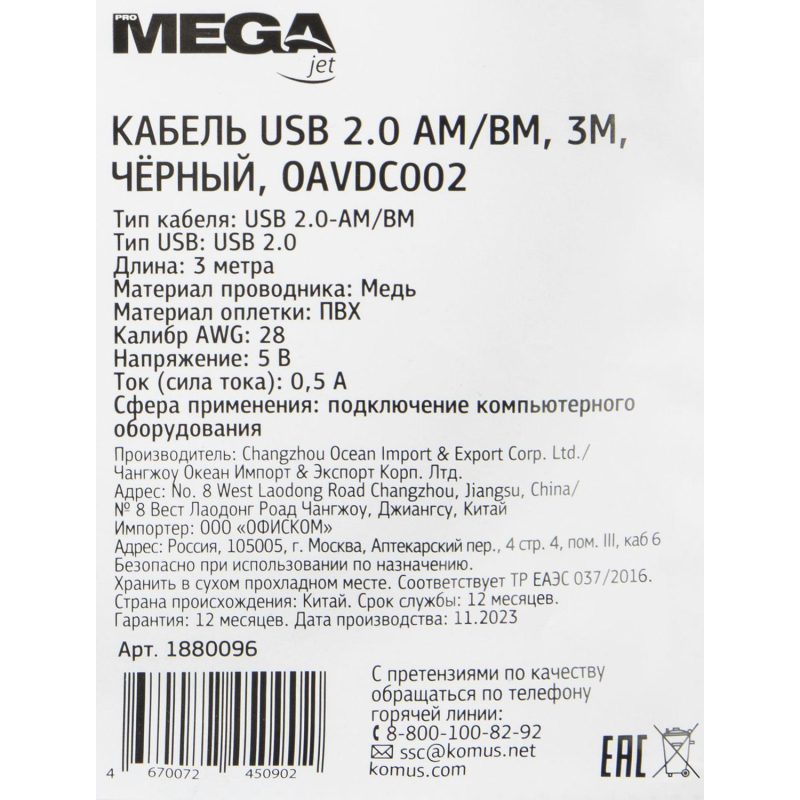 PRO
MEGA
jet
КАБЕЛЬ USB 2.0 AM/BM, 3М,
ЧЁРНЫЙ, OAVDC002
Тип кабеля: USB 2.0-AM/BM
Тип USB: USB 2.0
Длина: 3 метра
Материал проводника: Медь
Материал оплетки: ПВХ
Калибр AWG: 28
Напряжение: 5 В
Ток (сила тока): 0,5 А
Сфера применения: подключение компьютерного
оборудования
Производитель: Changzhou Ocean Import & Export Corp. Ltd./
Чангжоу Океан Импорт & Экспорт Корп. Лтд.
Адрес: No. 8 West Laodong Road Changzhou, Jiangsu, China/
№ 8 Вест Лаодонг Роад Чангжоу, Джиангсу, Китай
Импортер: ООО «ОФИСКОМ»
Адрес: Россия, 105005, г. Москва, Аптекарский пер., 4 стр. 4, пом. III, каб 6
Безопасно при использовании по назначению.
Хранить в сухом прохладном месте. Соответствует ТР ЕАЭС 037/2016.
Страна происхождения: Китай. Срок службы: 12 месяцев.
Гарантия: 12 месяцев. Дата производства: 11.2023
Арт. 1880096
4 670072 450902
С претензиями по качеству
обращаться по телефону
горячей линии:
8-800-100-82-92
ssc@komus.net
komus.com
EAC